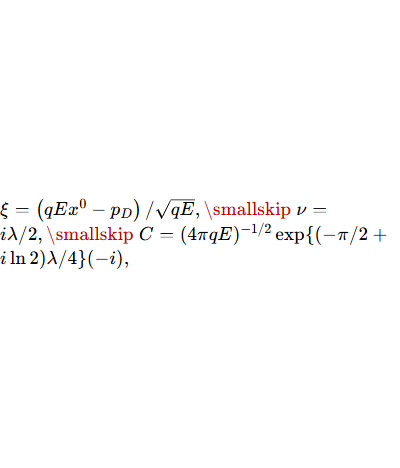 ξ = (qEx⁰ − p_D) /√qE, \smallskip ν =
iλ/2, \smallskip C = (4πqE)^{−1/2} exp{(−π/2 +
i ln 2)λ/4}(−i),